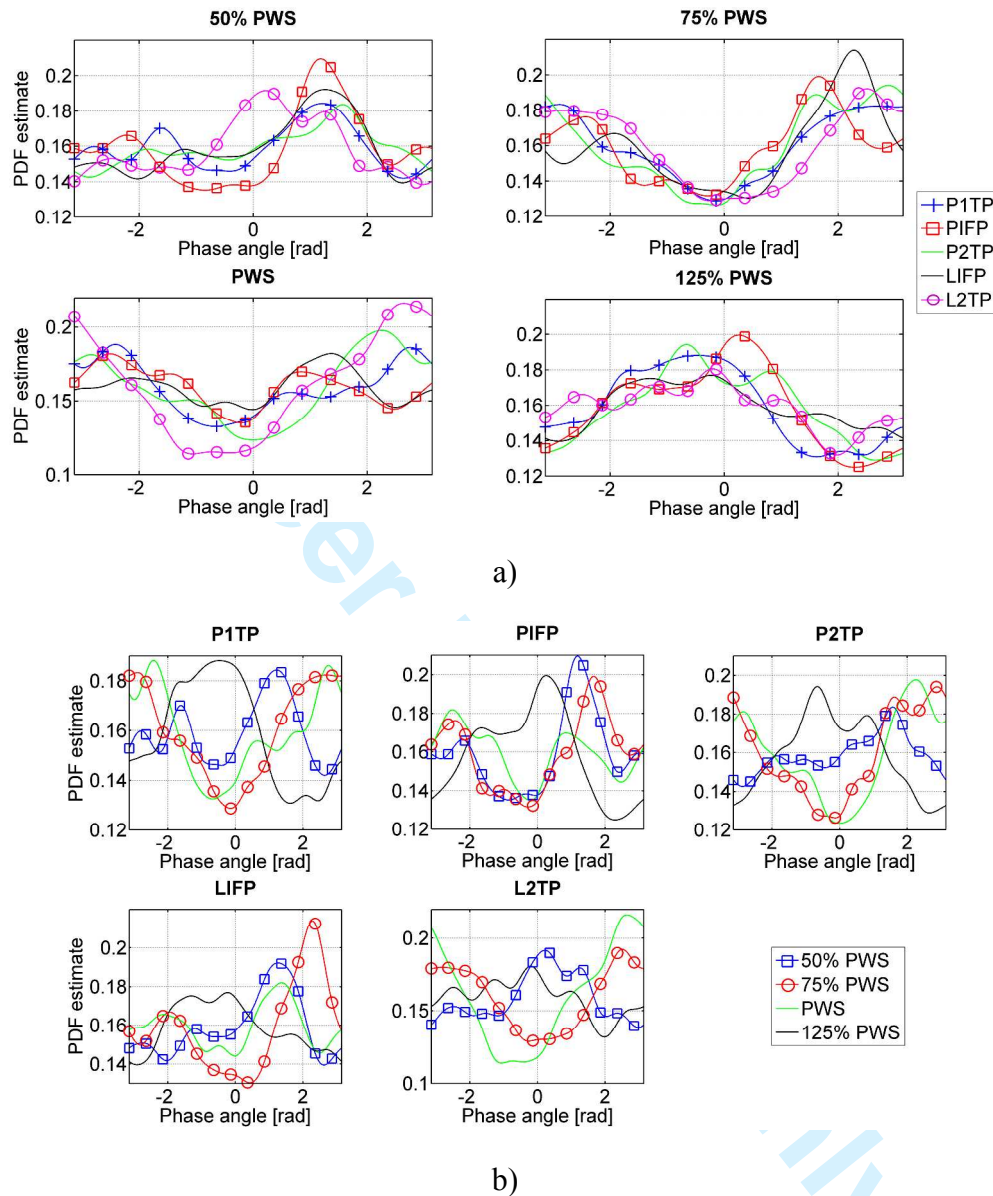 50% PWS
75% PWS
PDF estimate
0.2
0.18
0.16
0.14
0.12
-2
0
2
Phase angle [rad]
0.2
0.18
0.16
0.14
0.12
-2
0
2
Phase angle [rad]
P1TP
PIFP
P2TP
LIFP
L2TP
PWS
125% PWS
PDF estimate
0.2
0.15
0.1
-2
0
2
Phase angle [rad]
0.2
0.18
0.16
0.14
0.12
-2
0
2
Phase angle [rad]
a)
P1TP
PIFP
P2TP
PDF estimate
0.18
0.16
0.14
0.12
-2
0
2
Phase angle [rad]
0.2
0.18
0.16
0.14
0.12
-2
0
2
Phase angle [rad]
0.2
0.18
0.16
0.14
0.12
-2
0
2
Phase angle [rad]
LIFP
L2TP
PDF estimate
0.2
0.18
0.16
0.14
-2
0
2
Phase angle [rad]
0.2
0.15
0.1
-2
0
2
Phase angle [rad]
50% PWS
75% PWS
PWS
125% PWS
b)